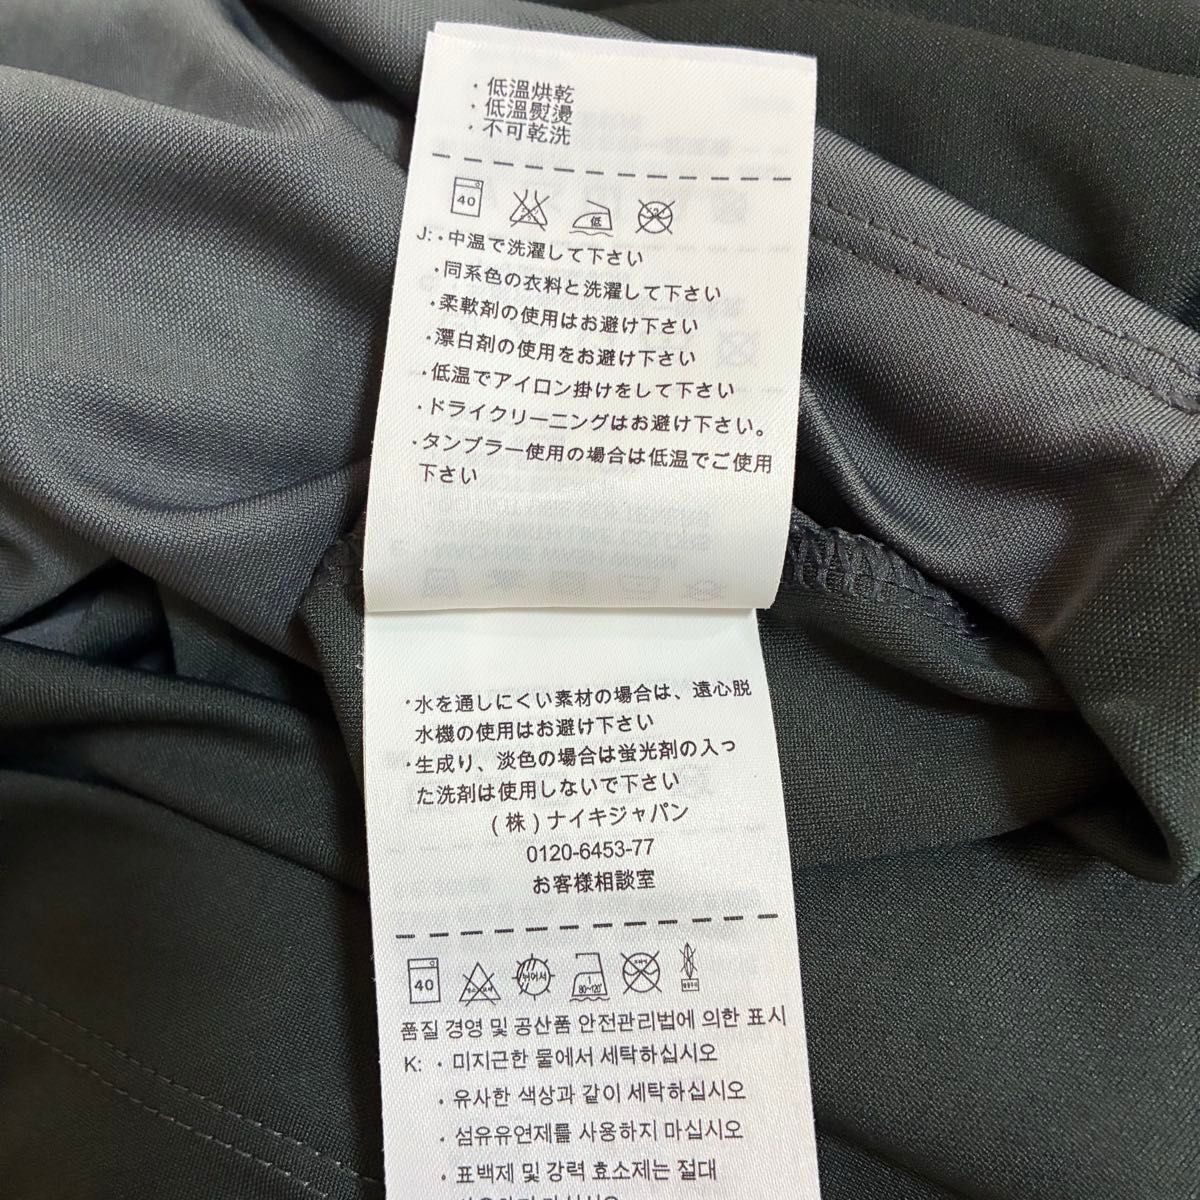 ・低溫烘乾
・低溫熨燙
・不可乾洗
40
低
J:・中温で洗濯して下さい
・同系色の衣料と洗濯して下さい
・柔軟剤の使用はお避け下さい
・漂白剤の使用をお避け下さい
・低温でアイロン掛けをして下さい
・ドライクリーニングはお避け下さい。
・タンブラー使用の場合は低温でご使用
下さい
・水を通しにくい素材の場合は、遠心脱
水機の使用はお避け下さい
・生成り、淡色の場合は蛍光剤の入っ
た洗剤は使用しないで下さい
(株)ナイキジャパン
0120-6453-77
お客様相談室
40
80~120
품질 경영 및 공산품 안전관리법에 의한 표시
K: ・미지근한 물에서 세탁하십시오
・유사한 색상과 같이 세탁하십시오
・섬유유연제를 사용하지 마십시오
・표백제 및 강력 효소제는 절대